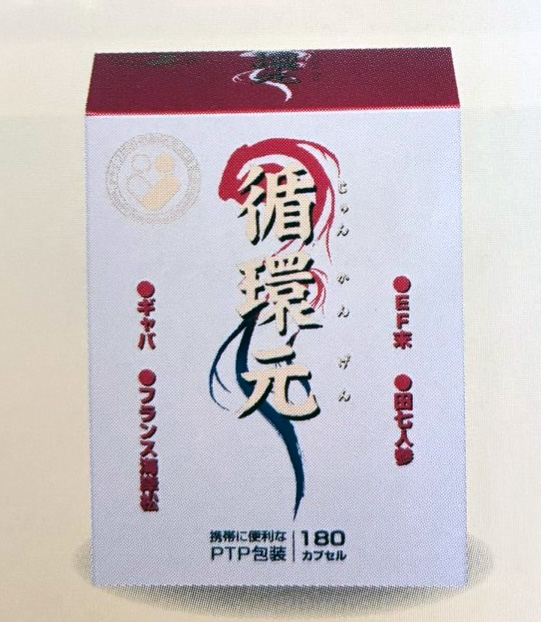 循環元
じゅん かん げん
●EF末
●田七人参
●ギャバ
●フランス海岸松
携帯に便利な
PTP包装
180
カプセル